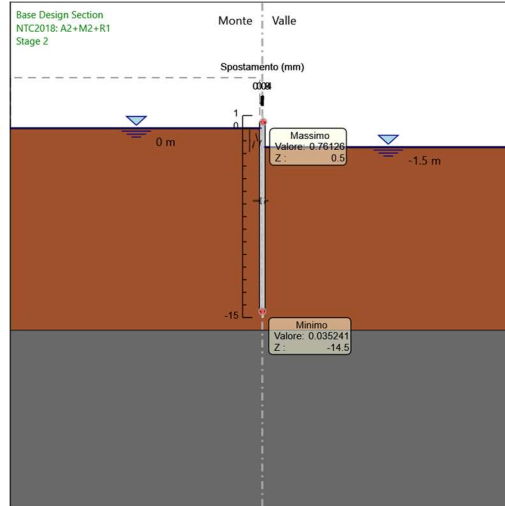 Base Design Section
NTC2018: A2+M2+R1
Stage 2
Monte Valle
Spostamento (mm)
1
0
0 m
Massimo
Valore: 0.76126
Z : 0.5
-1.5 m
-15
Minimo
Valore: 0.035241
Z : -14.5